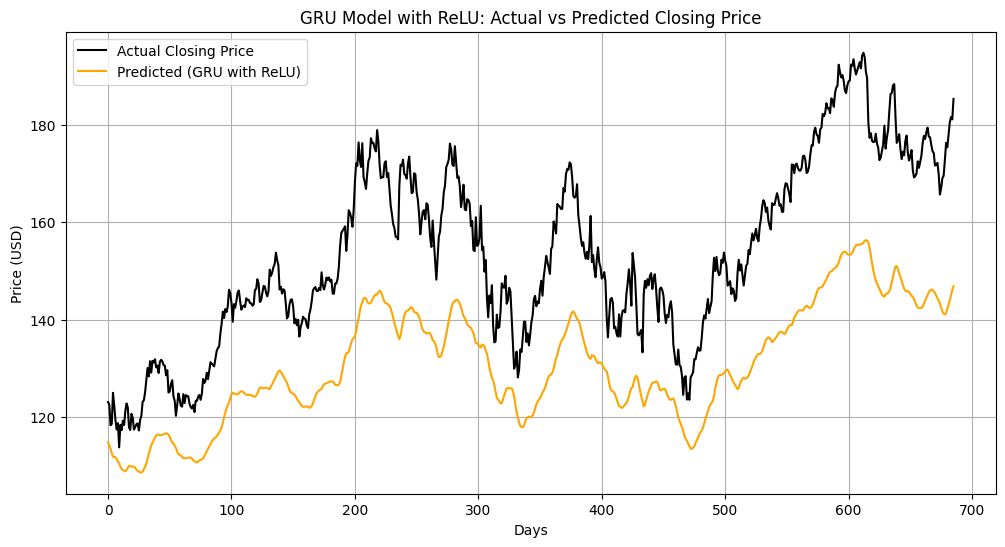 GRU Model with ReLU: Actual vs Predicted Closing Price
Actual Closing Price
Predicted (GRU with ReLU)
Price (USD)
180
160
140
120
0 100 200 300 400 500 600 700
Days